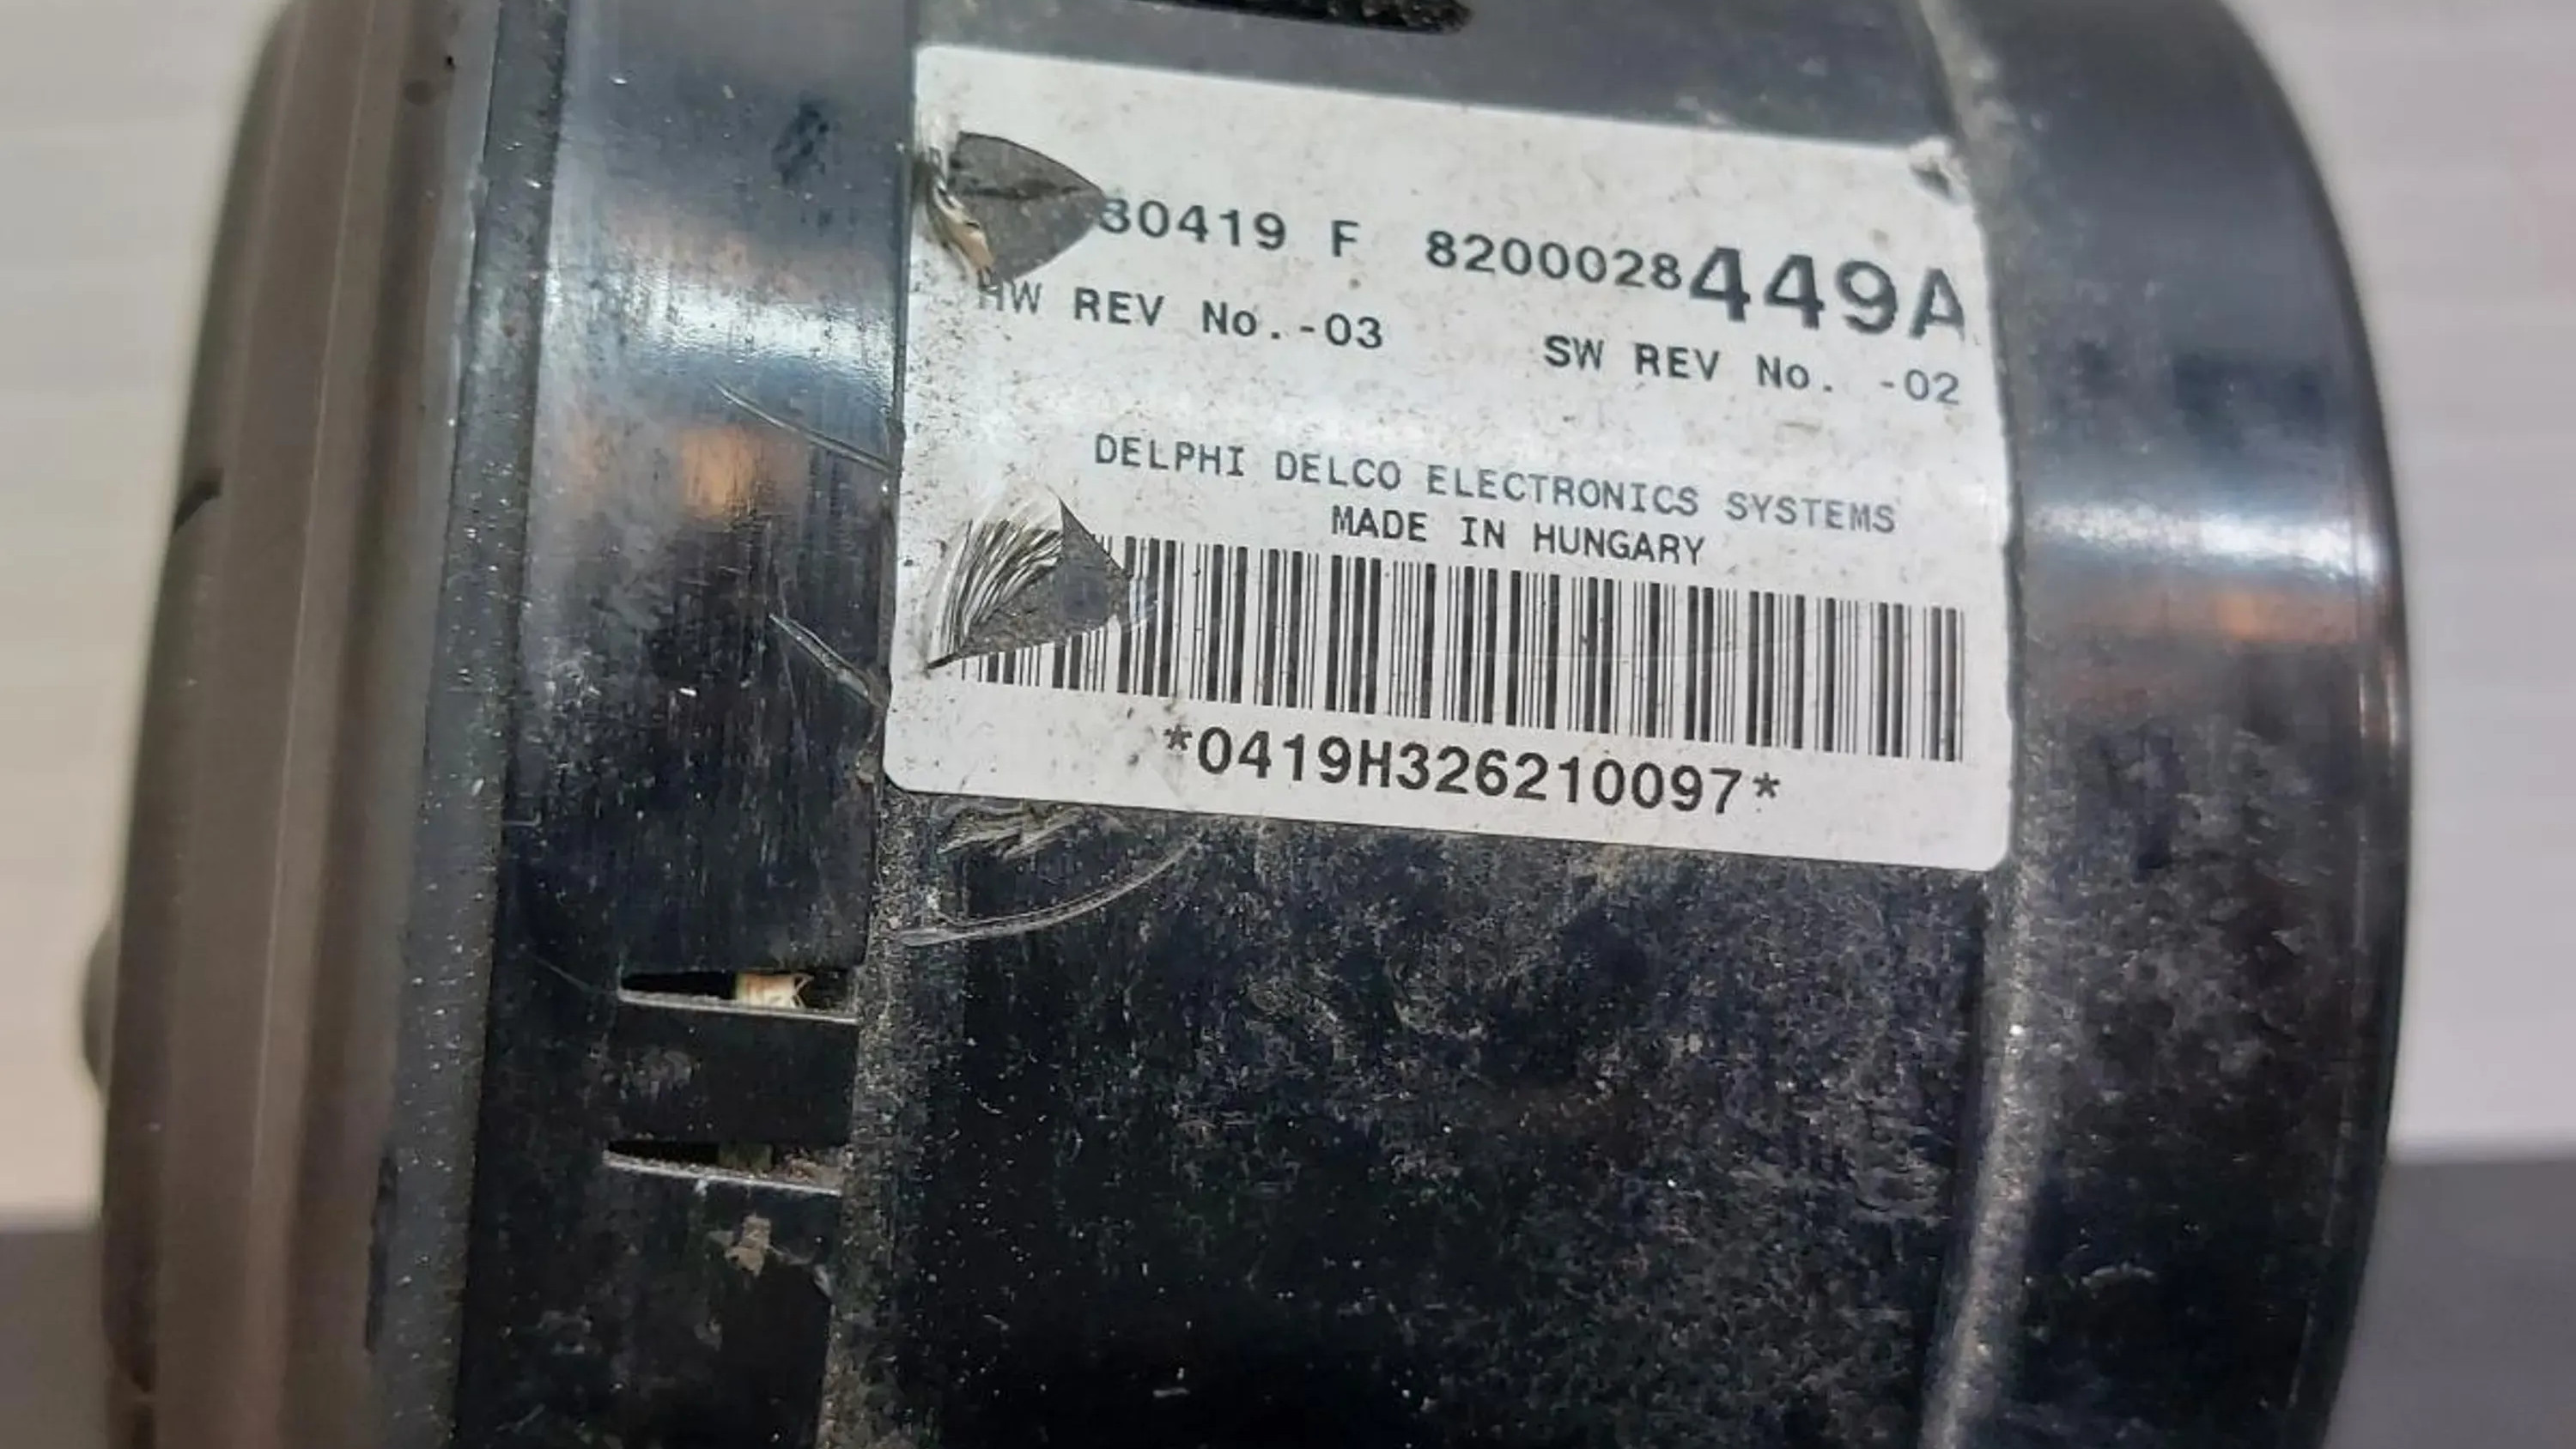 30419 F 8200028449A
HW REV No.-03 SW REV No. -02
DELPHI DELCO ELECTRONICS SYSTEMS
MADE IN HUNGARY
*0419H326210097*